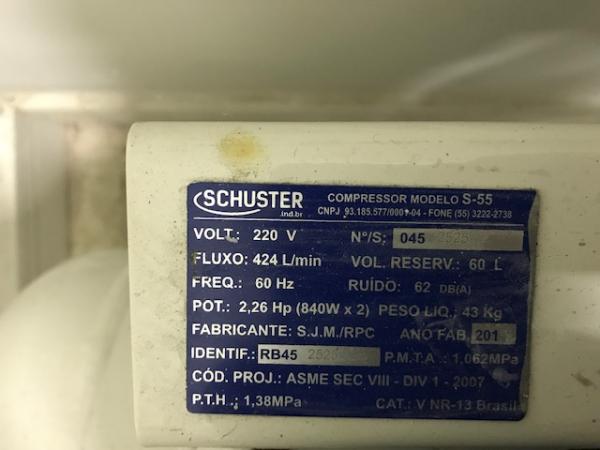 SCHUSTER
.ind.br
COMPRESSOR MODELO S-55
CNPJ 93.185.577/0001-04 - FONE (55) 3222-2738
VOLT.: 220 V N°/S: 045
FLUXO: 424 L/min VOL. RESERV.: 60 L
FREQ.: 60 Hz RUÍDO: 62 DB(A)
POT.: 2,26 Hp (840W x 2) PESO LIQ.: 43 Kg
FABRICANTE: S.J.M./RPC ANO FAB. 201
IDENTIF.: RB45 P.M.T.A.: 1,062MPa
CÓD. PROJ.: ASME SEC VIII - DIV 1 - 2007
P.T.H.: 1,38MPa CAT.: V NR-13 Brasil